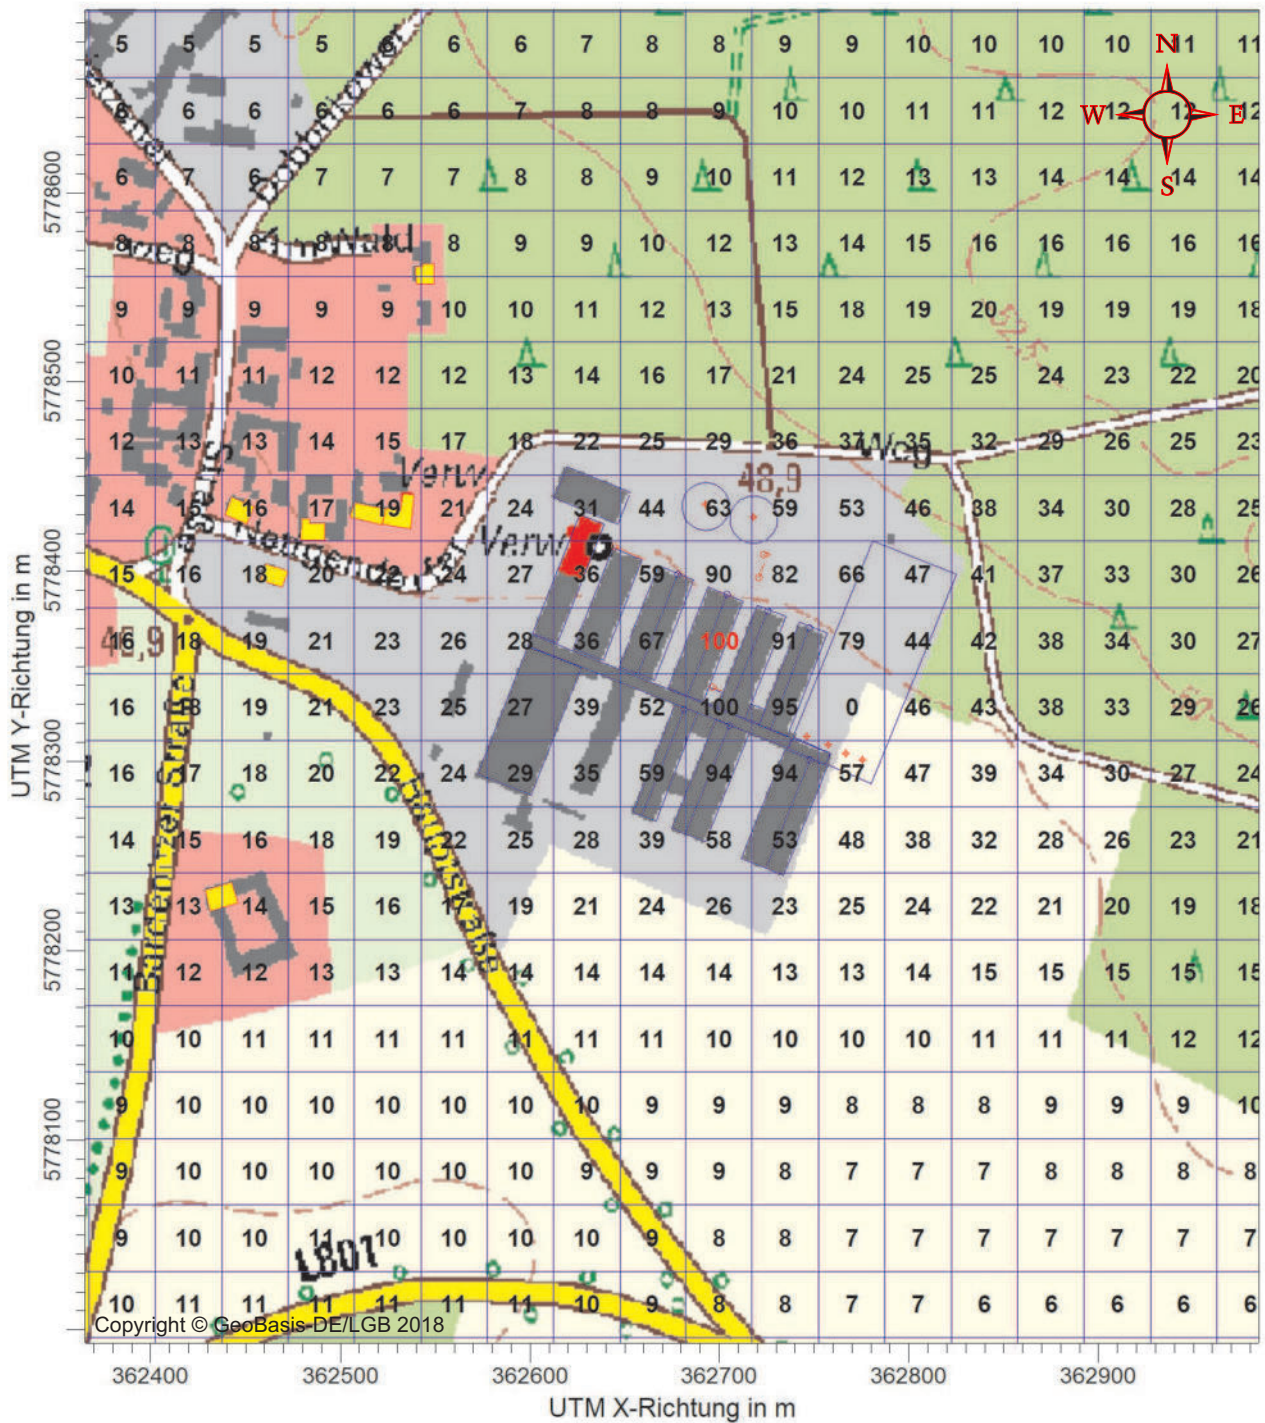 5 5 5 5 6 6 6 7 8 8 9 9 10 10 10 10 11 11
N
6 6 6 6 6 6 7 8 8 9 10 10 11 11 12 12 12 12
W E
S
6 7 6 7 7 7 8 8 9 10 11 12 13 13 14 14 14 14
8 8 8 8 8 8 9 9 10 12 13 14 15 16 16 16 16 16
weg Am Wald
9 9 9 9 9 10 10 11 12 13 15 18 19 20 19 19 19 18
52,5
10 11 11 12 12 12 13 14 16 17 21 24 25 25 24 23 22 20
12 13 13 14 15 17 18 22 25 29 36 37 35 32 29 26 25 23
Weg
Verw
48,9
14 15 16 17 19 21 24 31 44 63 59 53 46 38 34 30 28 25
Verw
15 16 18 20 22 24 27 36 59 90 82 66 47 41 37 33 30 26
16 18 19 21 23 26 28 36 67 100 91 79 44 42 38 34 30 27
16 18 19 21 23 25 27 39 52 100 95 0 46 43 38 33 29 26
50
16 17 18 20 22 24 29 35 59 94 94 57 47 39 34 30 27 24
14 15 16 18 19 22 25 28 39 58 53 48 38 32 28 26 23 21
13 13 14 15 16 17 19 21 24 26 23 25 24 22 21 20 19 18
11 12 12 13 13 14 14 14 14 14 13 13 14 15 15 15 15 15
10 10 11 11 11 11 11 11 11 10 10 10 10 11 11 11 12 12
9 10 10 10 10 10 10 10 9 9 9 8 8 8 9 9 9 10
9 10 10 10 10 10 10 9 9 9 8 7 7 7 8 8 8 8
9 10 10 11 10 10 10 10 9 8 8 7 7 7 7 7 7 7
L801
10 11 11 11 11 11 11 10 9 8 8 7 7 6 6 6 6 6
Copyright © GeoBasis-DE/LGB 2018
5778600
5778500
5778400
5778300
5778200
5778100
UTM Y-Richtung in m
362400 362500 362600 362700 362800 362900
UTM X-Richtung in m